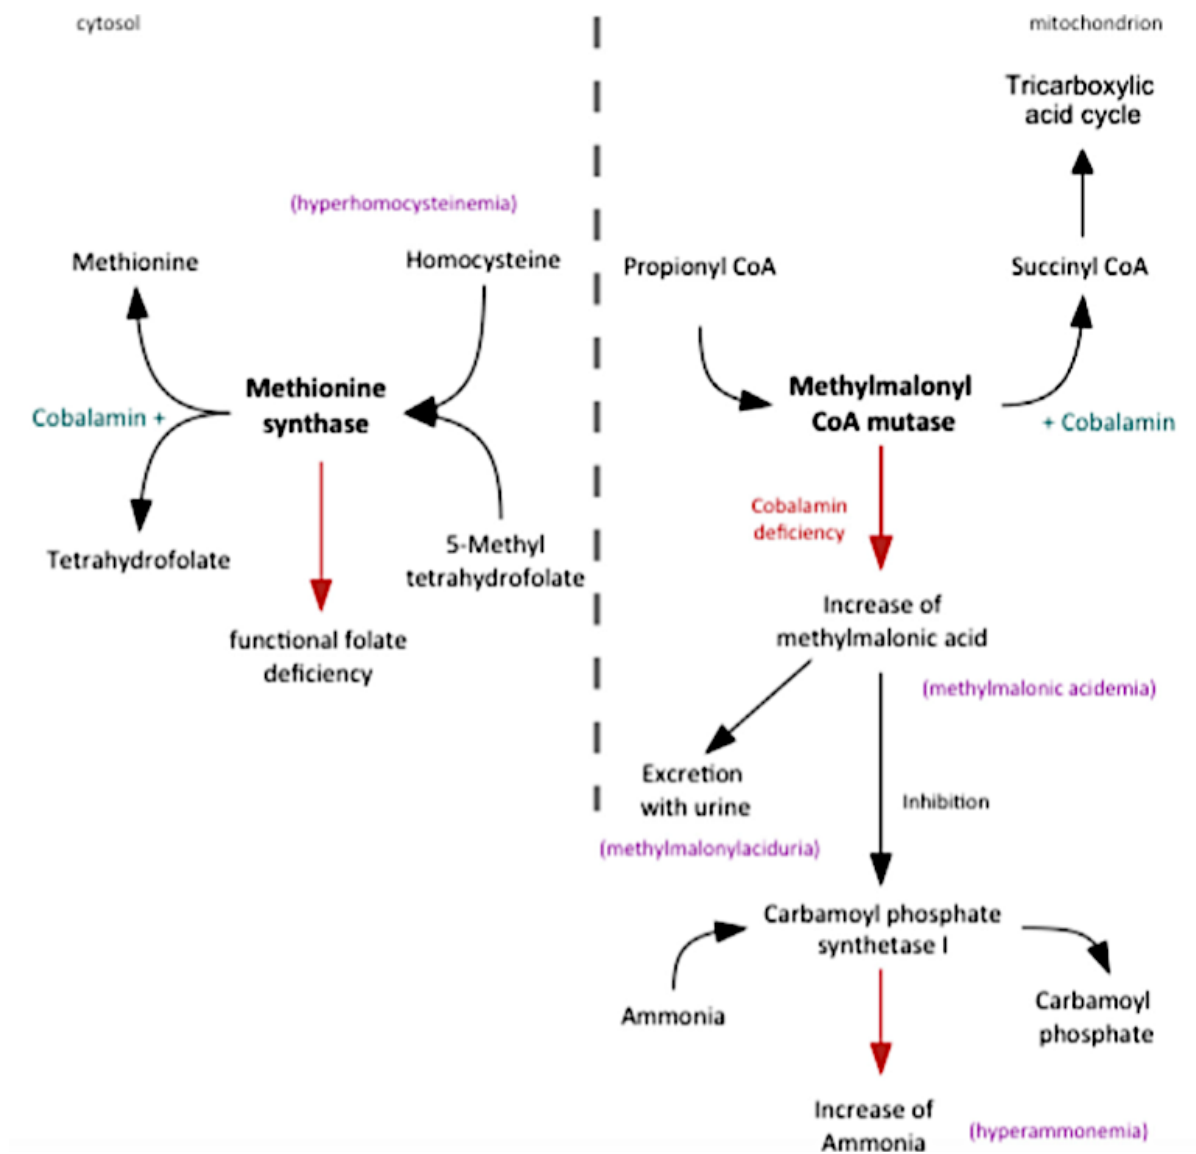 cytosol
mitochondrion
Tricarboxylic
acid cycle
(hyperhomocysteinemia)
Methionine
Homocysteine
Propionyl CoA
Succinyl CoA
Methionine
synthase
Cobalamin +
Methylmalonyl
CoA mutase
+ Cobalamin
Cobalamin
deficiency
Tetrahydrofolate
5-Methyl
tetrahydrofolate
functional folate
deficiency
Increase of
methylmalonic acid
(methylmalonic acidemia)
Excretion
with urine
Inhibition
(methylmalonylaciduria)
Carbamoyl phosphate
synthetase I
Ammonia
Carbamoyl
phosphate
Increase of
Ammonia
(hyperammonemia)